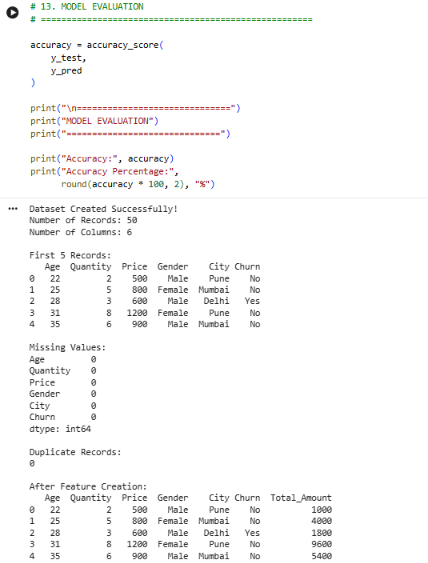 # 13. MODEL EVALUATION
# =====================================================
accuracy = accuracy_score(
    y_test,
    y_pred
)
print("\n==============================")
print("MODEL EVALUATION")
print("==============================")
print("Accuracy:", accuracy)
print("Accuracy Percentage:",
      round(accuracy * 100, 2), "%")
Dataset Created Successfully!
Number of Records: 50
Number of Columns: 6
First 5 Records:
   Age  Quantity  Price  Gender    City Churn
0   22         2    500    Male    Pune    No
1   25         5    800  Female  Mumbai    No
2   28         3    600    Male   Delhi   Yes
3   31         8   1200  Female    Pune    No
4   35         6    900    Male  Mumbai    No
Missing Values:
Age         0
Quantity    0
Price       0
Gender      0
City        0
Churn       0
dtype: int64
Duplicate Records:
0
After Feature Creation:
   Age  Quantity  Price  Gender    City Churn  Total_Amount
0   22         2    500    Male    Pune    No          1000
1   25         5    800  Female  Mumbai    No          4000
2   28         3    600    Male   Delhi   Yes          1800
3   31         8   1200  Female    Pune    No          9600
4   35         6    900    Male  Mumbai    No          5400